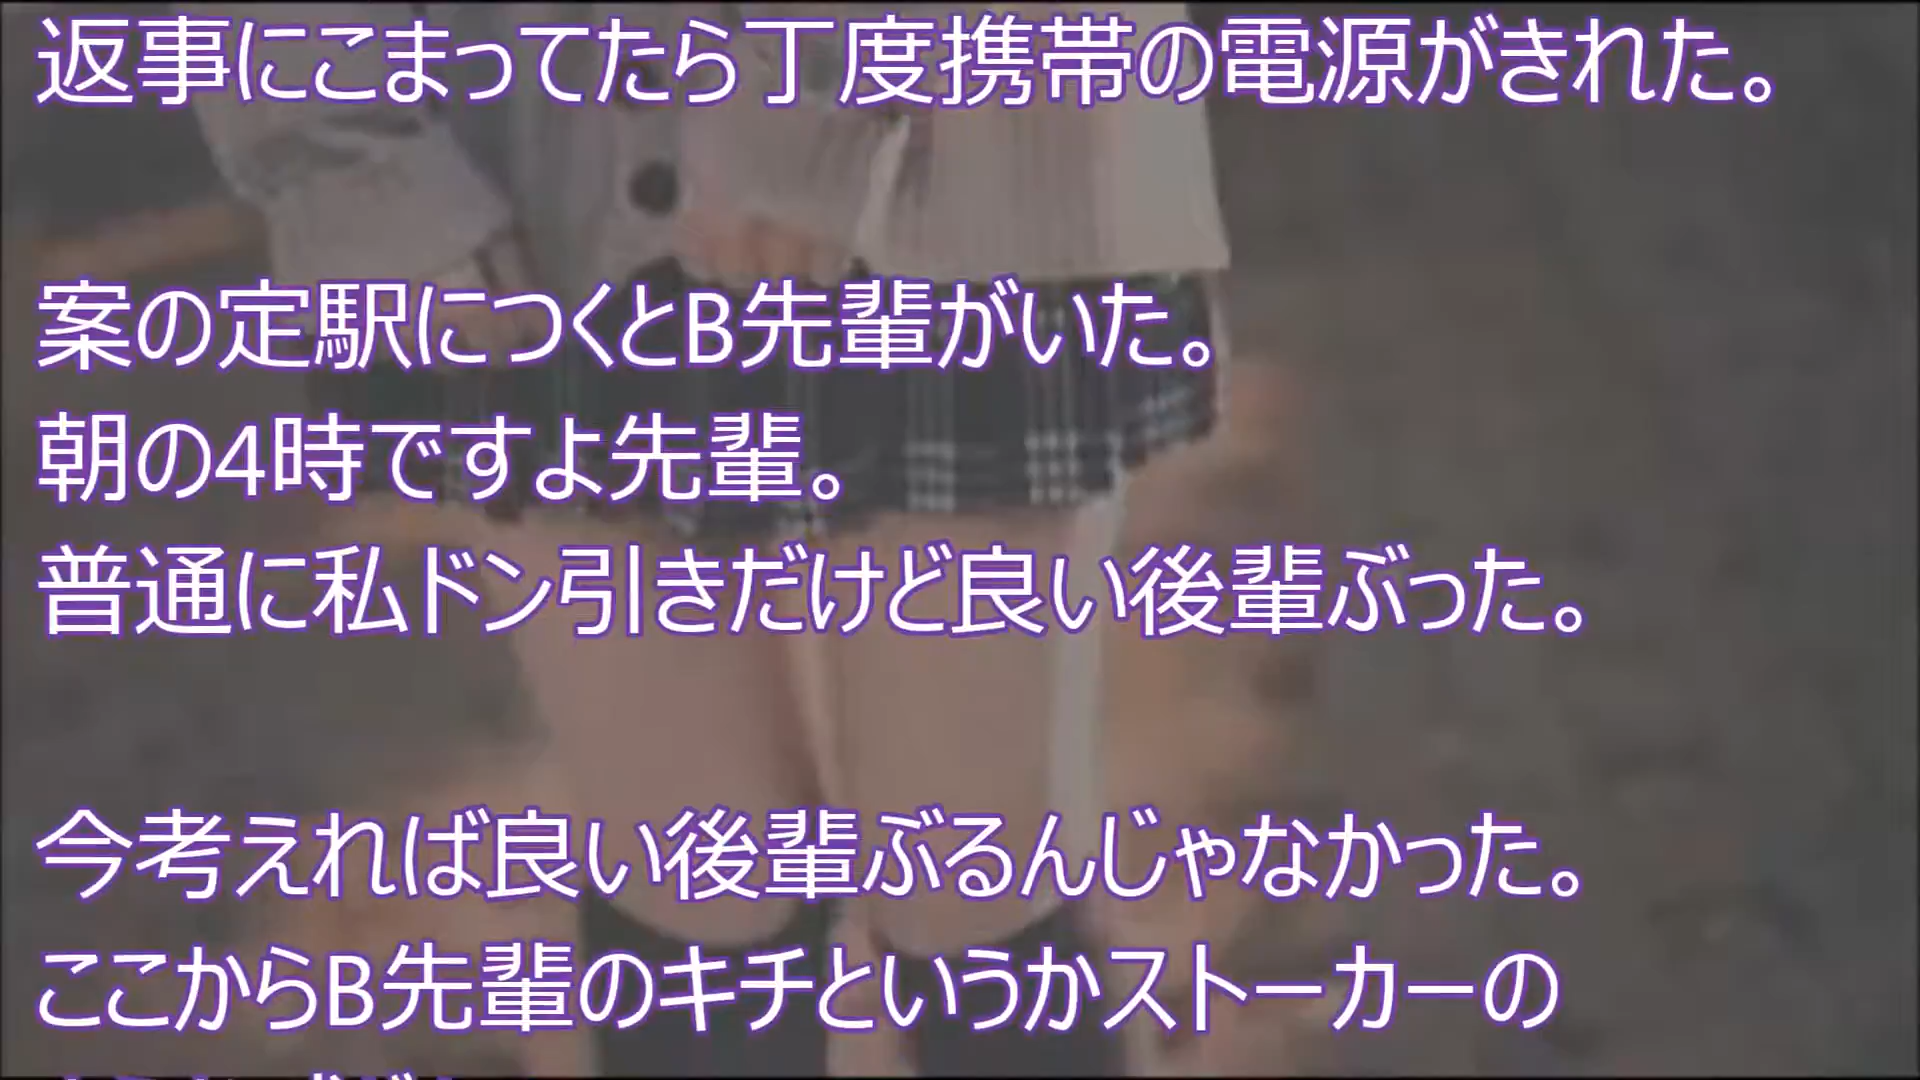 返事にこまってたら丁度携帯の電源がきれた。
案の定駅につくとB先輩がいた。
朝の4時ですよ先輩。
普通に私ドン引きだけど良い後輩ぶった。
今考えれば良い後輩ぶるんじゃなかった。
ここからB先輩のキチというかストーカーの